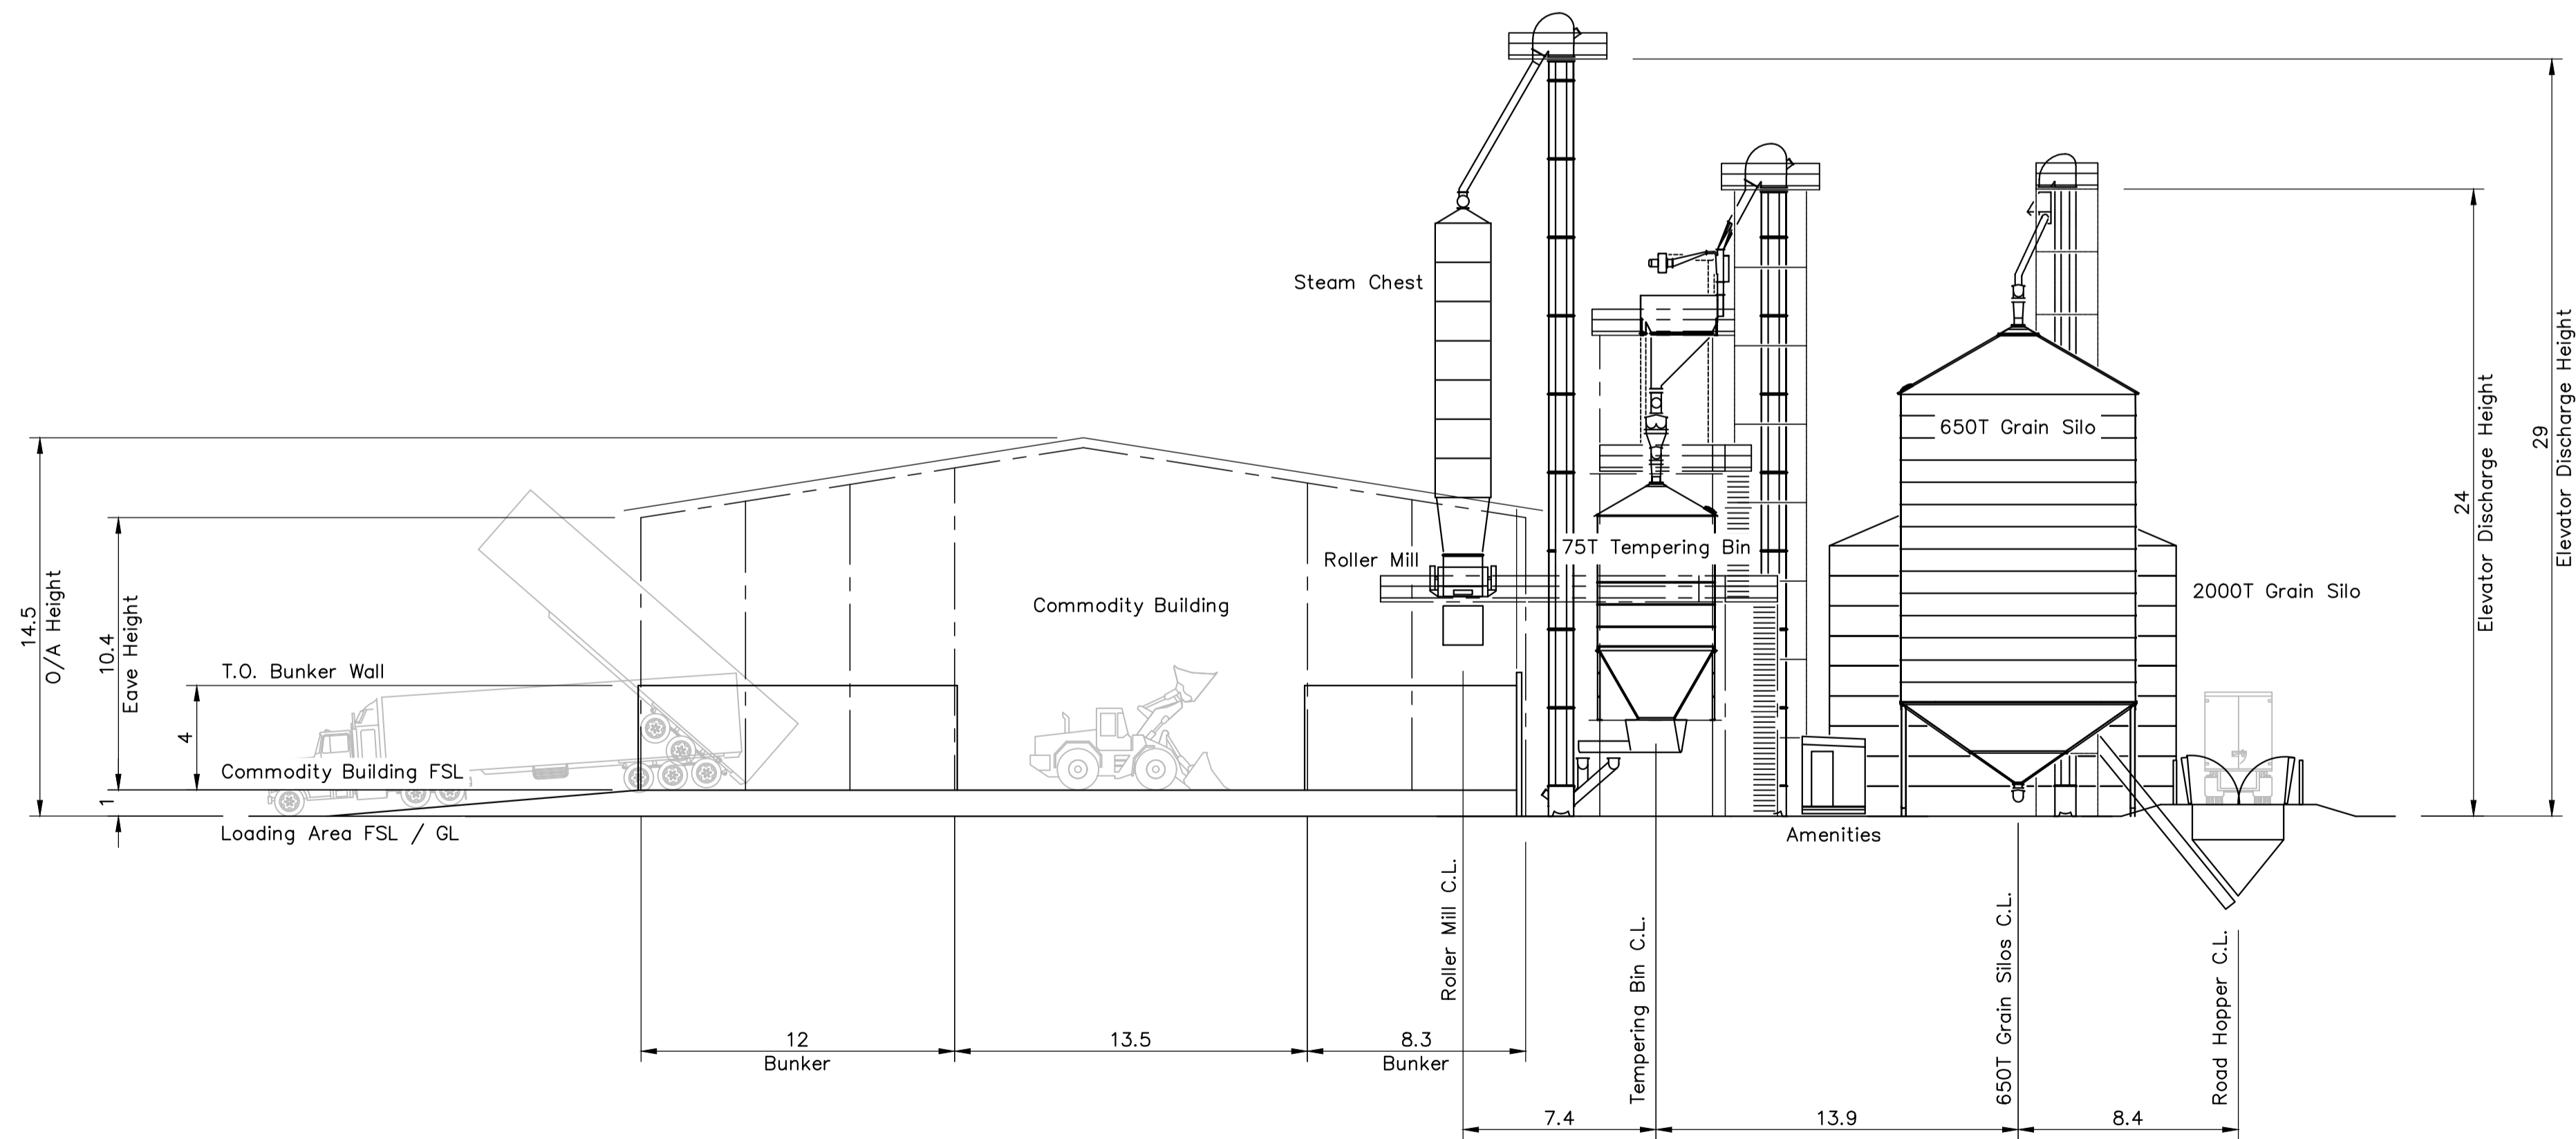 Steam Chest
650T Grain Silo
29
Elevator Discharge Height
24
Elevator Discharge Height
14.5
O/A Height
10.4
Eave Height
Roller Mill
75T Tempering Bin
Commodity Building
2000T Grain Silo
T.O. Bunker Wall
4
Commodity Building FSL
1
Loading Area FSL / GL
Amenities
Roller Mill C.L.
Tempering Bin C.L.
650T Grain Silos C.L.
Road Hopper C.L.
12
Bunker
13.5
8.3
Bunker
7.4
13.9
8.4